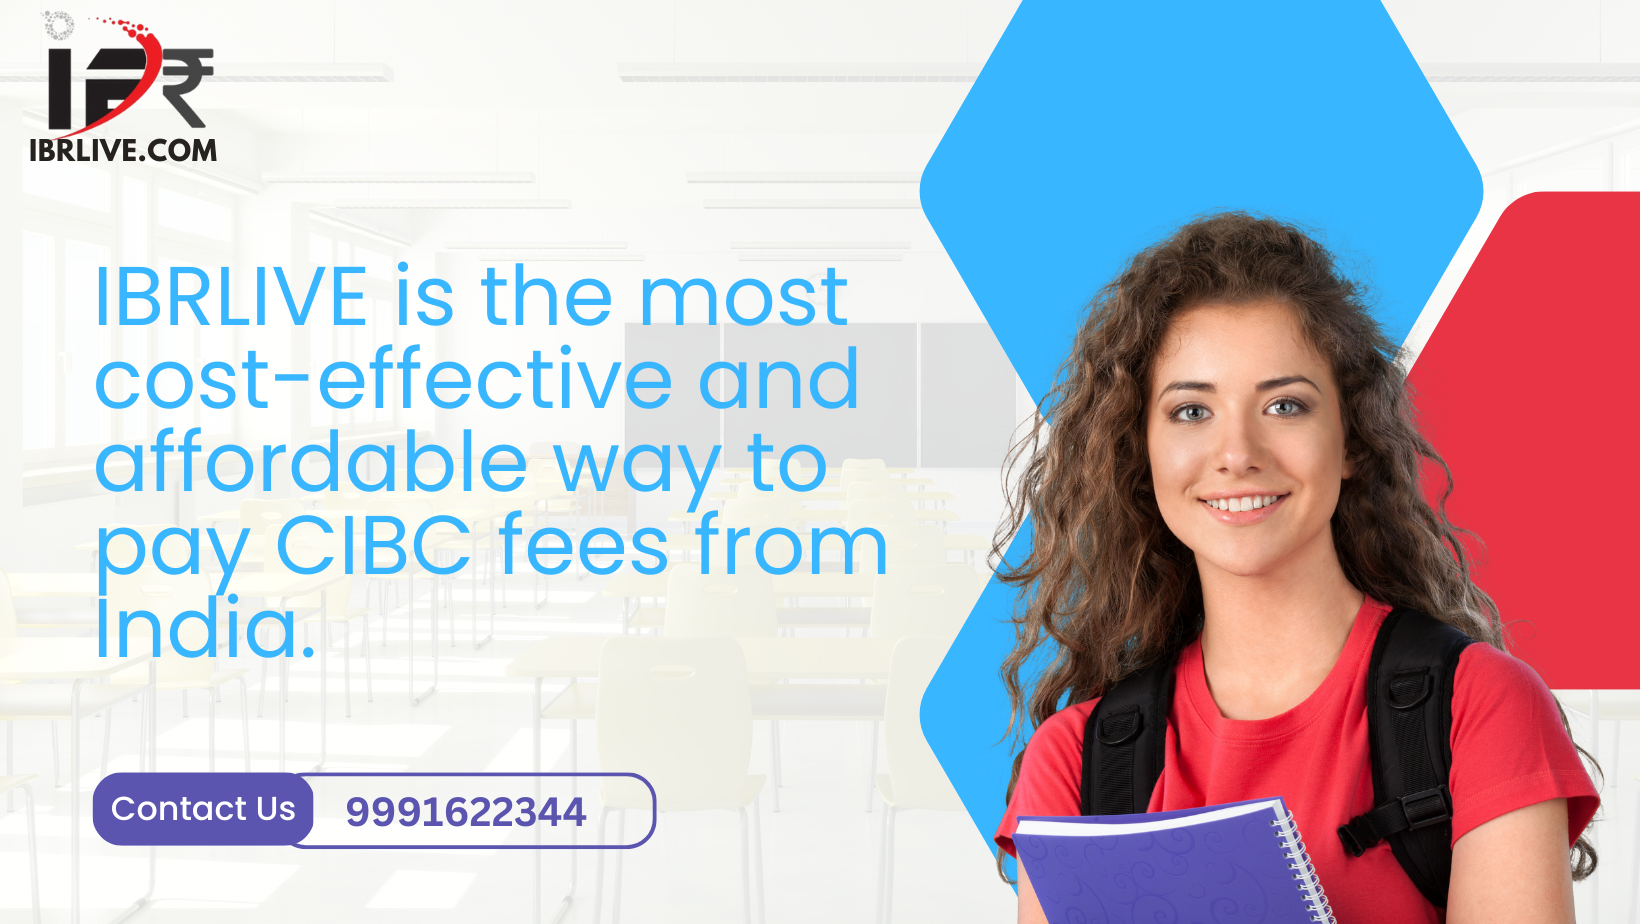 IBRLIVE.COM
IBRLIVE is the most
cost-effective and
affordable way to
pay CIBC fees from
India.
Contact Us 9991622344